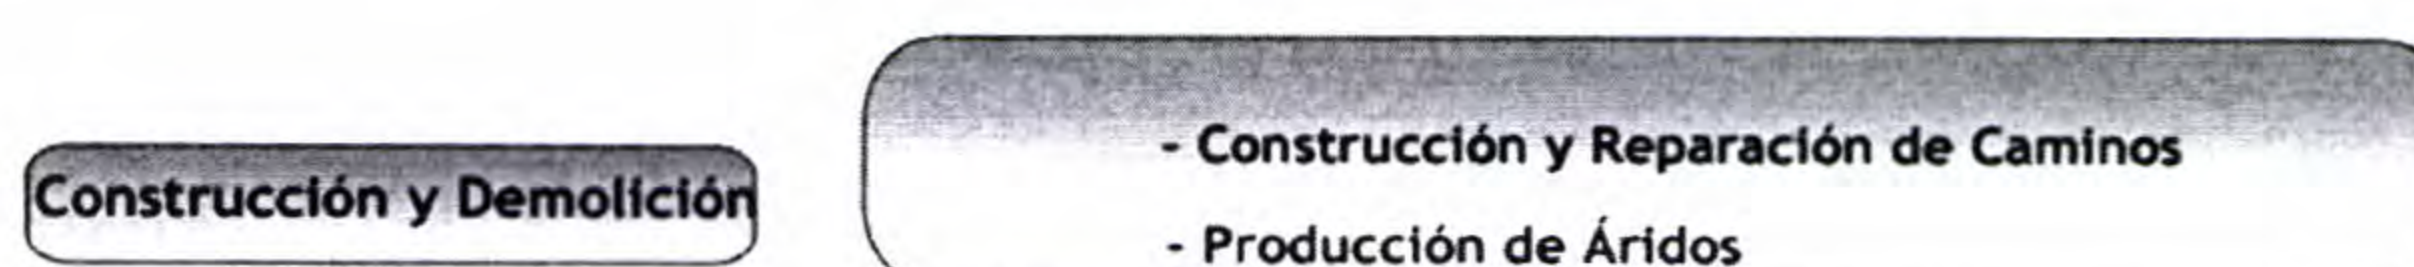 Construcción y Demolición
- Construcción y Reparación de Caminos
- Producción de Áridos